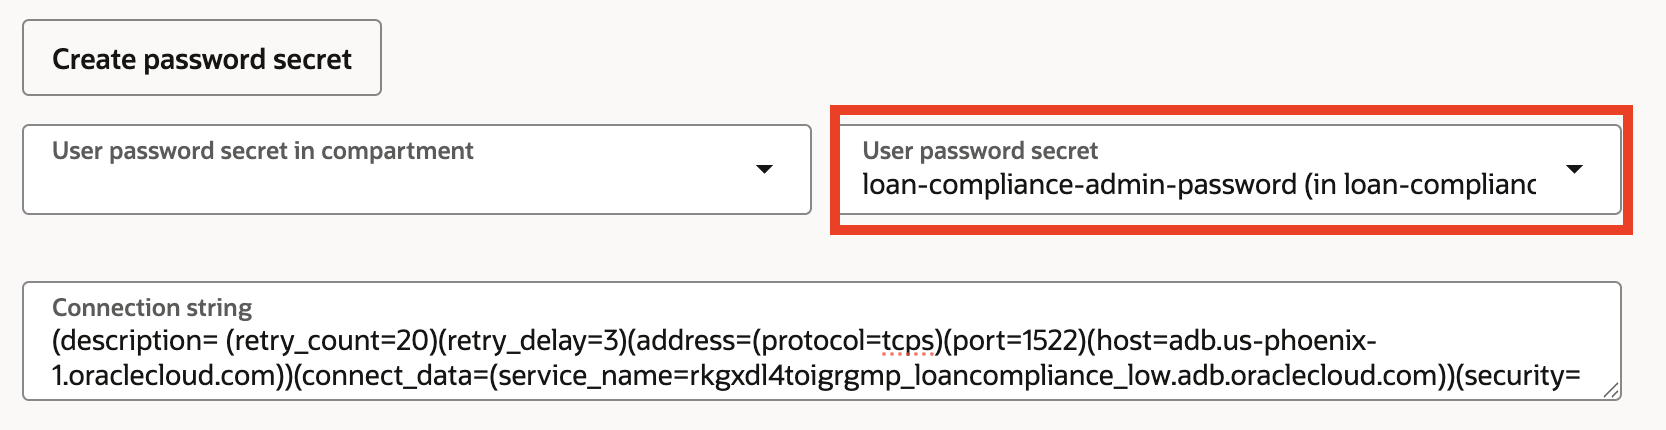 Create password secret
User password secret in compartment
User password secret
loan-compliance-admin-password (in loan-complianc
Connection string
(description= (retry_count=20)(retry_delay=3)(address=(protocol=tcps)(port=1522)(host=adb.us-phoenix-
1.oraclecloud.com))(connect_data=(service_name=rkgxdl4toigrgmp_loancompliance_low.adb.oraclecloud.com))(security=